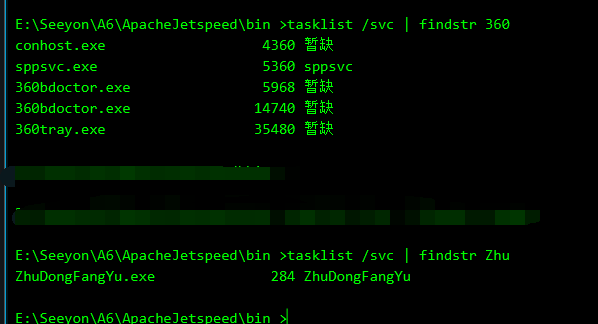 E:\Seeyon\A6\ApacheJetspeed\bin >tasklist /svc | findstr 360
conhost.exe 4360 暂缺
sppsvc.exe 5360 sppsvc
360bdoctor.exe 5968 暂缺
360bdoctor.exe 14740 暂缺
360tray.exe 35480 暂缺
E:\Seeyon\A6\ApacheJetspeed\bin >tasklist /svc | findstr Zhu
ZhuDongFangYu.exe 284 ZhuDongFangYu
E:\Seeyon\A6\ApacheJetspeed\bin >